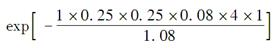 exp[ - 1 × 0.25 × 0.25 × 0.08 × 4 × 1 / 1.08 ]